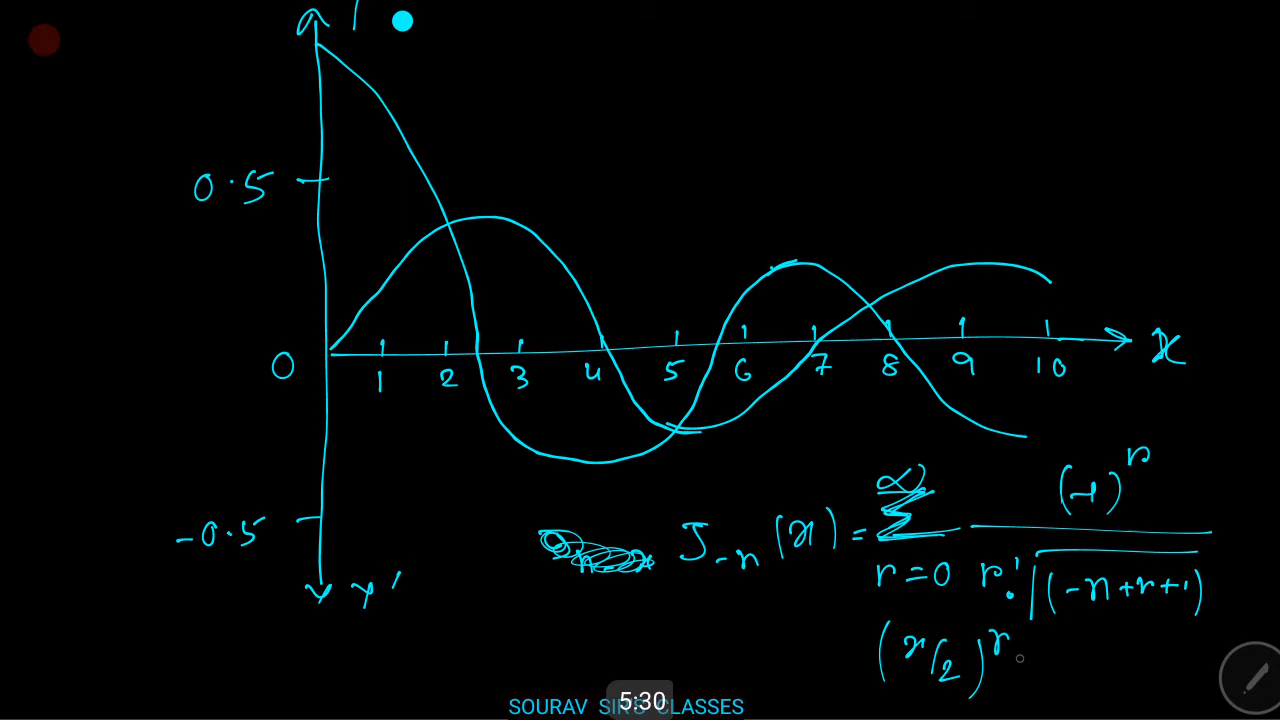 0.5
0
1 2 3 4 5 6 7 8 9 10 x
-0.5
Y'
J-n (x) = ∞ Σ r=0 (-1)^r / r! Γ(-n+r+1)
(x/2)^r
5:30
SOURAV SIR'S CLASSES